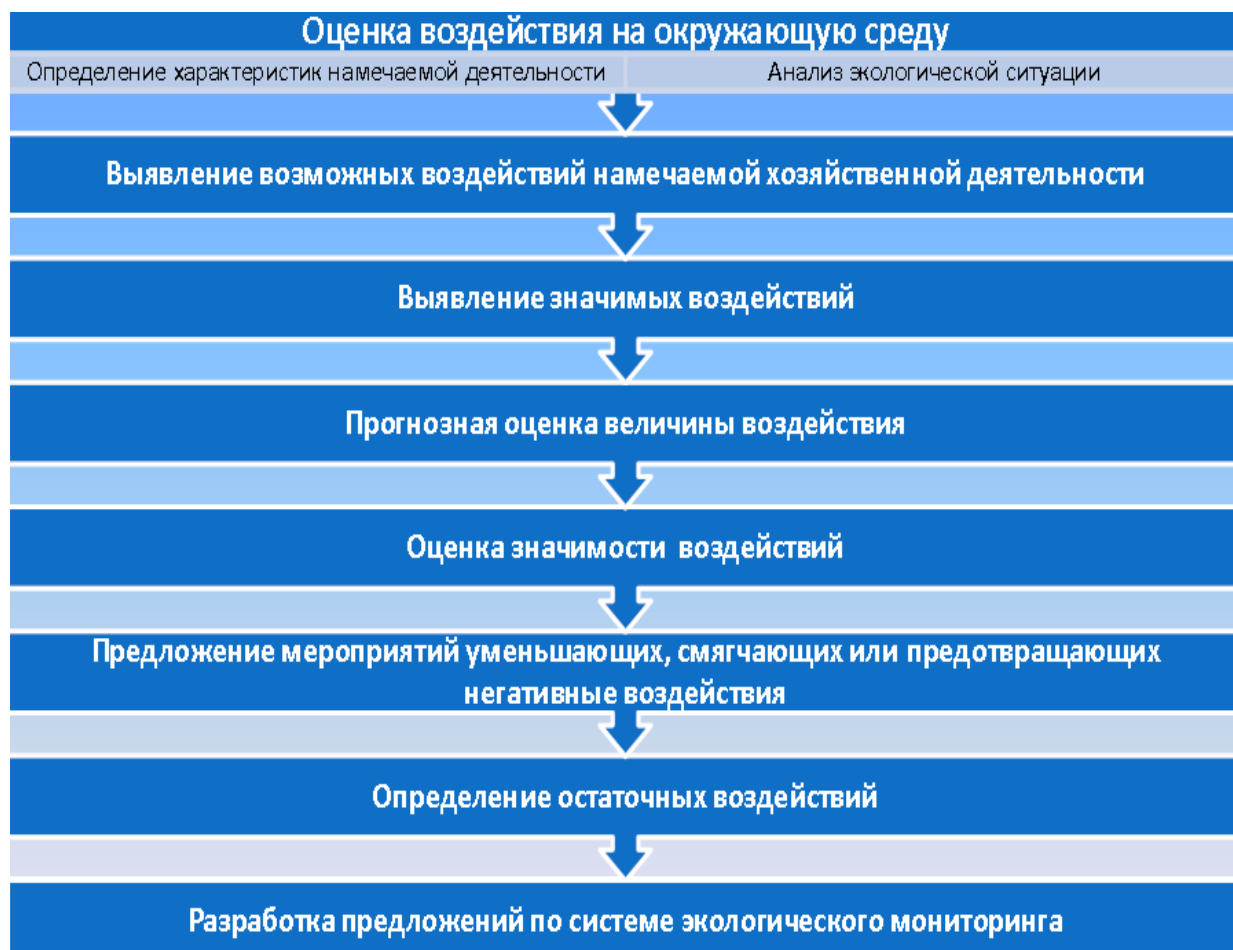 Оценка воздействия на окружающую среду
Определение характеристик намечаемой деятельности
Анализ экологической ситуации
Выявление возможных воздействий намечаемой хозяйственной деятельности
Выявление значимых воздействий
Прогнозная оценка величины воздействия
Оценка значимости воздействий
Предложение мероприятий уменьшающих, смягчающих или предотвращающих
негативные воздействия
Определение остаточных воздействий
Разработка предложений по системе экологического мониторинга